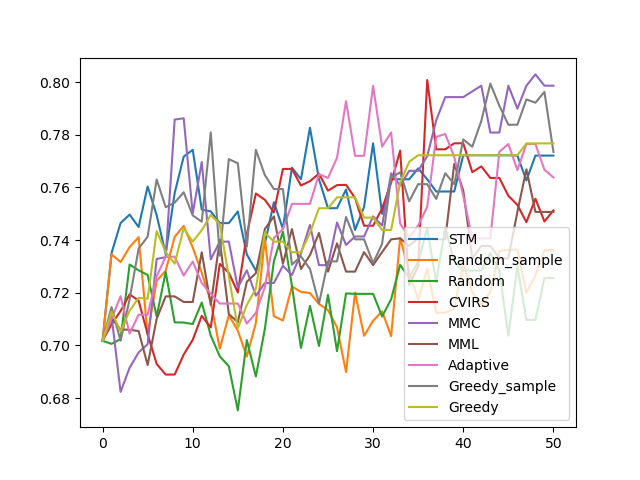 0.80
0.78
0.76
0.74
0.72
0.70
0.68
0
10
20
30
40
50
STM
Random_sample
Random
CVIRS
MMC
MML
Adaptive
Greedy_sample
Greedy